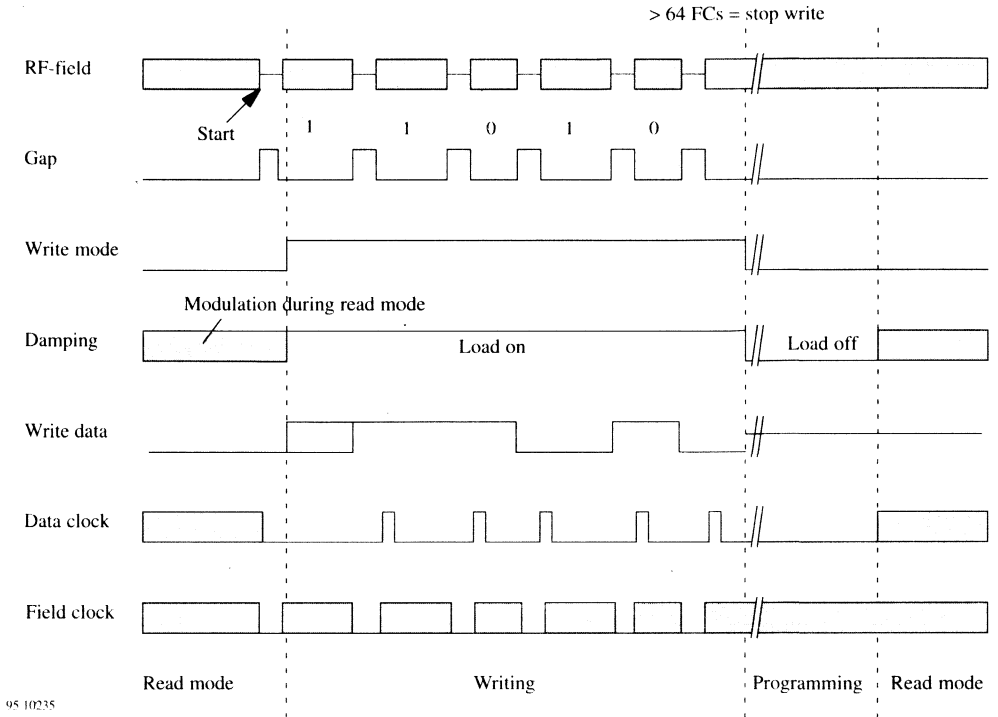 > 64 FCs = stop write
RF-field
Start
1 1 0 1 0
Gap
Write mode
Modulation during read mode
Damping
Load on
Load off
Write data
Data clock
Field clock
Read mode
Writing
Programming
Read mode
95 10235